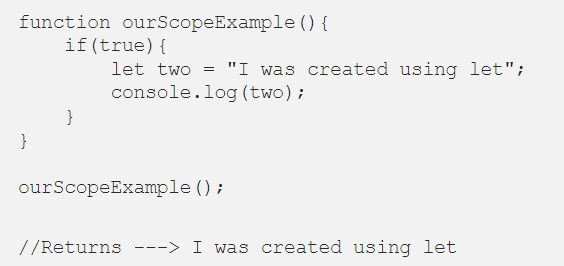 function ourScopeExample(){
if(true){
let two = "I was created using let";
console.log(two);
}
}
ourScopeExample();
//Returns ---> I was created using let